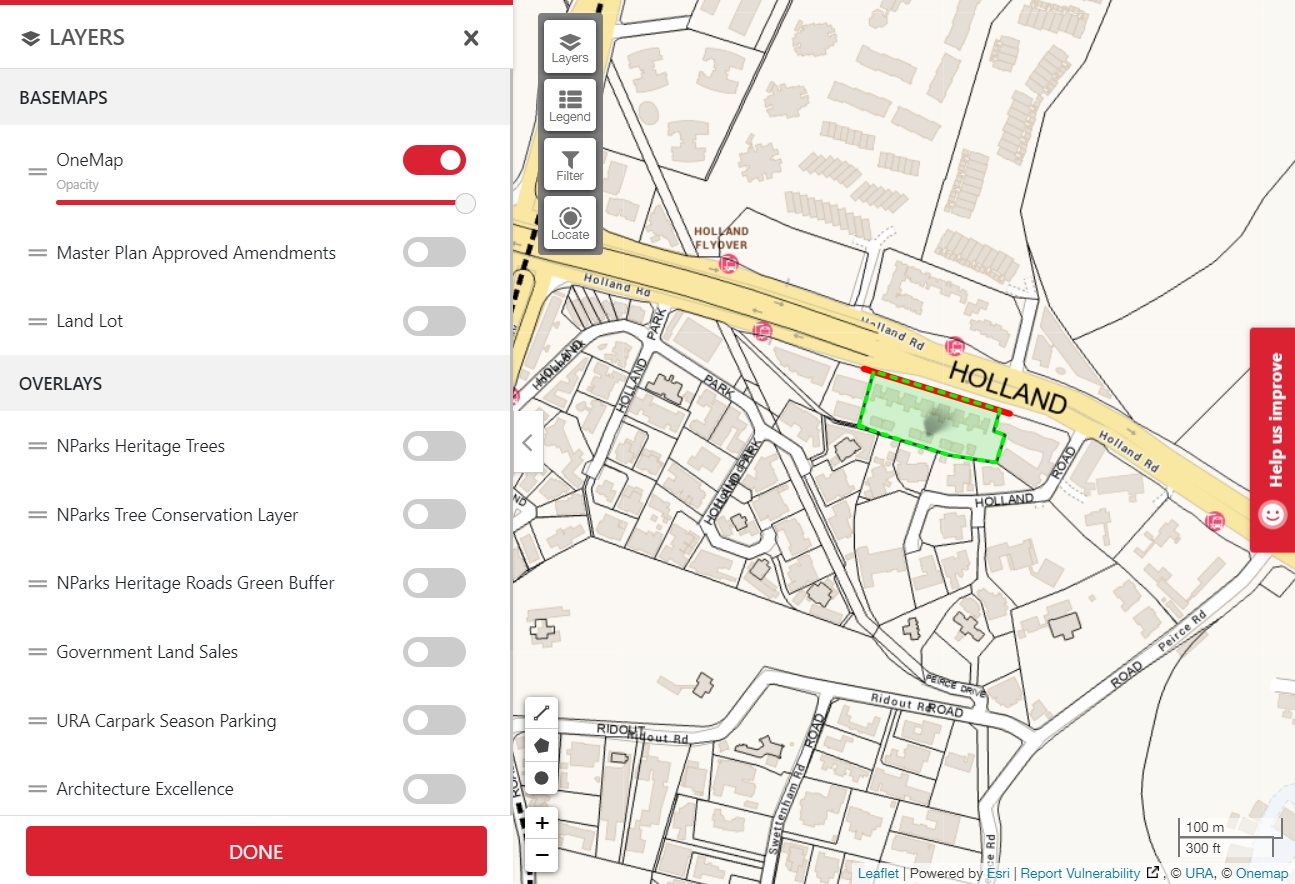 LAYERS
BASEMAPS
OneMap
Opacity
Master Plan Approved Amendments
Land Lot
OVERLAYS
NParks Heritage Trees
NParks Tree Conservation Layer
NParks Heritage Roads Green Buffer
Government Land Sales
URA Carpark Season Parking
Architecture Excellence
DONE
Layers
Legend
Filter
Locate
HOLLAND
FLYOVER
Holland Rd
Holland Rd
HOLLAND
Holland Rd
HOLLAND
PARK
HOLLAND
PARK
HOLLAND PARK
HOLLAND
ROAD
Help us improve
PEIRCE DRIVE
Peirce Rd
ROAD
Ridout Rd
ROAD
RIDOUT
Ridout Rd
ROAD
Swettenham Rd
100 m
300 ft
Leaflet | Powered by Esri | Report Vulnerability , © URA, © Onemap